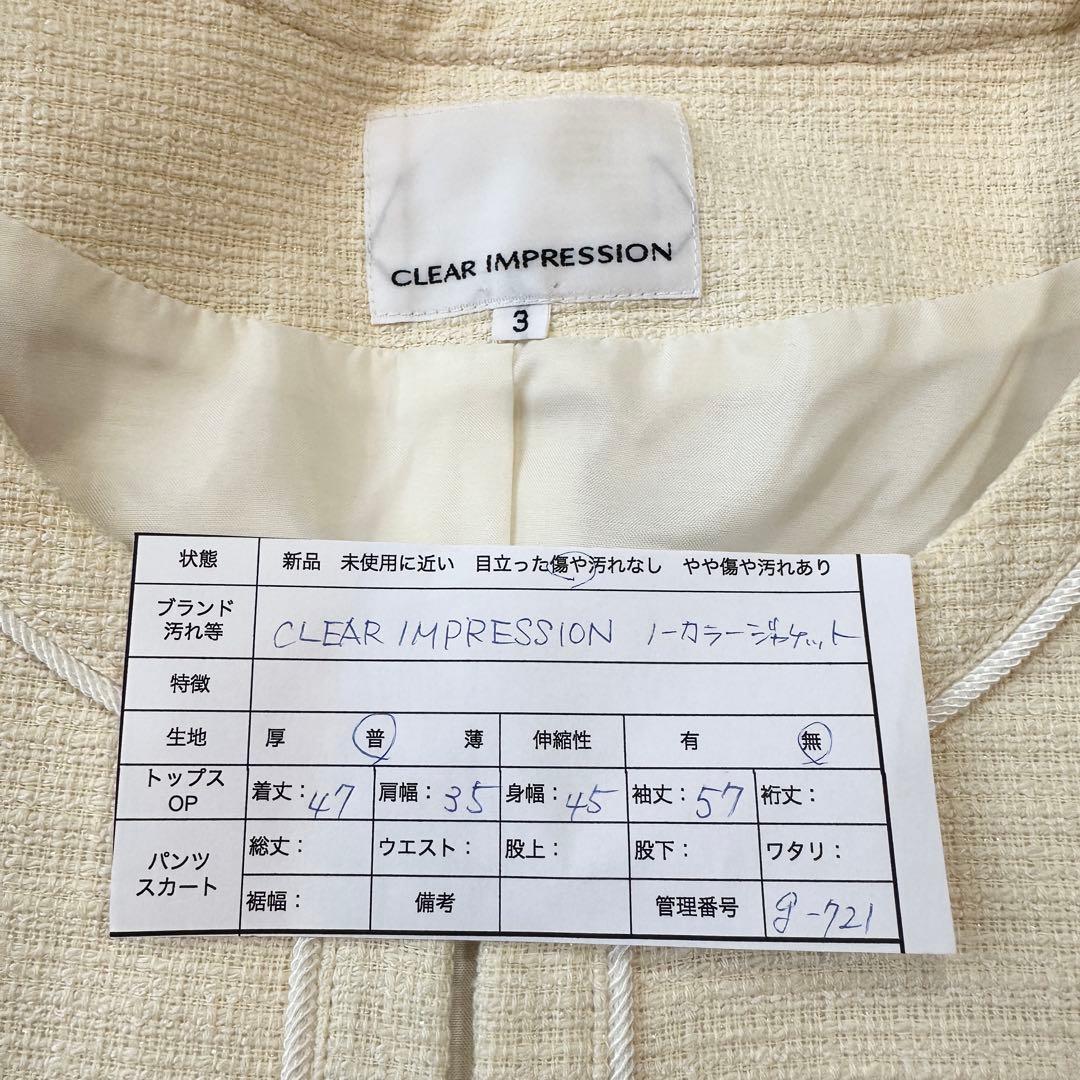 CLEAR IMPRESSION
3
状態 新品 未使用に近い 目立った傷や汚れなし やや傷や汚れあり
ブランド
汚れ等 CLEAR IMPRESSION ノーカラージャケット
特徴
生地 厚 普 薄 伸縮性 有 無
トップス
OP 着丈：47 肩幅：35 身幅：45 袖丈：57 裄丈：
パンツ
スカート
総丈： ウエスト： 股上： 股下： ワタリ：
裾幅： 備考 管理番号 g-721